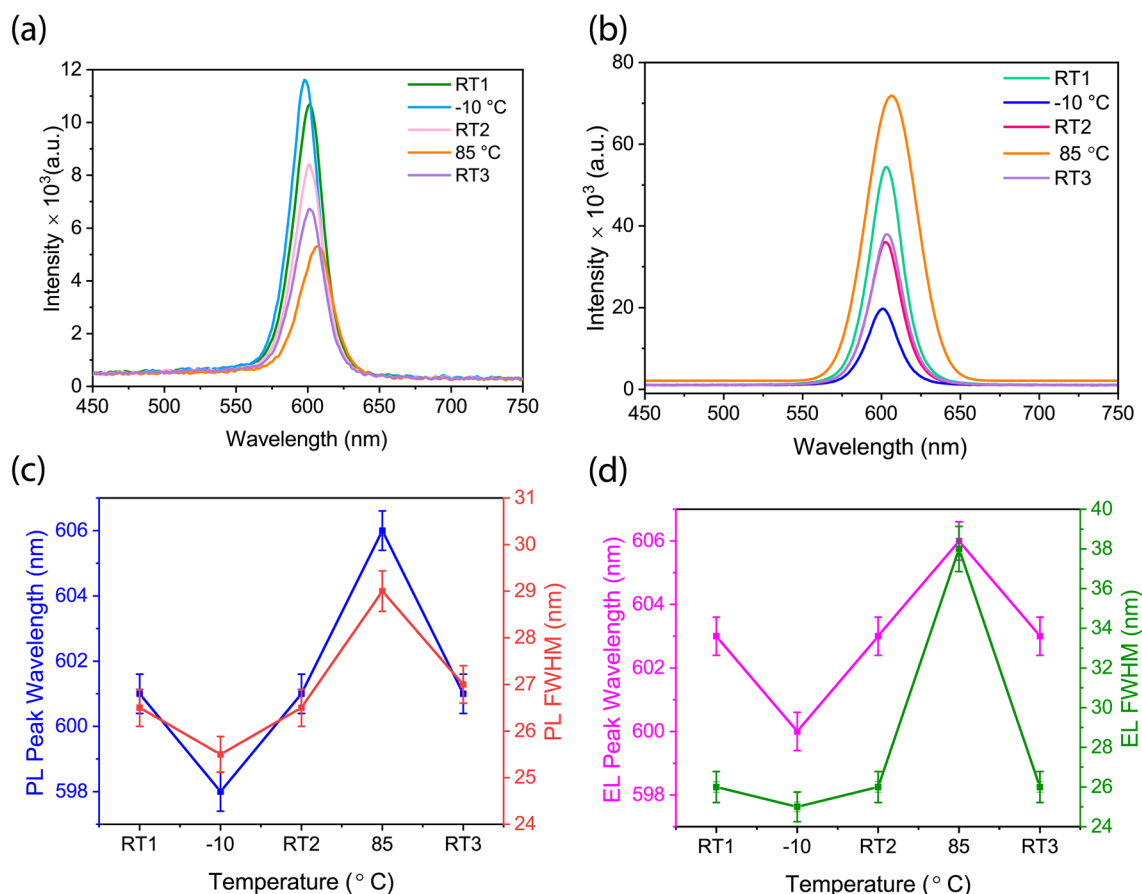 (a)
Intensity × 10³(a.u.)
12
10
8
6
4
2
0
RT1
-10 °C
RT2
85 °C
RT3
450 500 550 600 650 700 750
Wavelength (nm)
(b)
Intensity × 10³ (a.u.)
80
60
40
20
0
RT1
-10 °C
RT2
85 °C
RT3
450 500 550 600 650 700 750
Wavelength (nm)
(c)
PL Peak Wavelength (nm)
606
604
602
600
598
31
30
29
28
27
26
25
24
PL FWHM (nm)
RT1 -10 RT2 85 RT3
Temperature (° C)
(d)
EL Peak Wavelength (nm)
606
604
602
600
598
40
38
36
34
32
30
28
26
24
EL FWHM (nm)
RT1 -10 RT2 85 RT3
Temperature (° C)